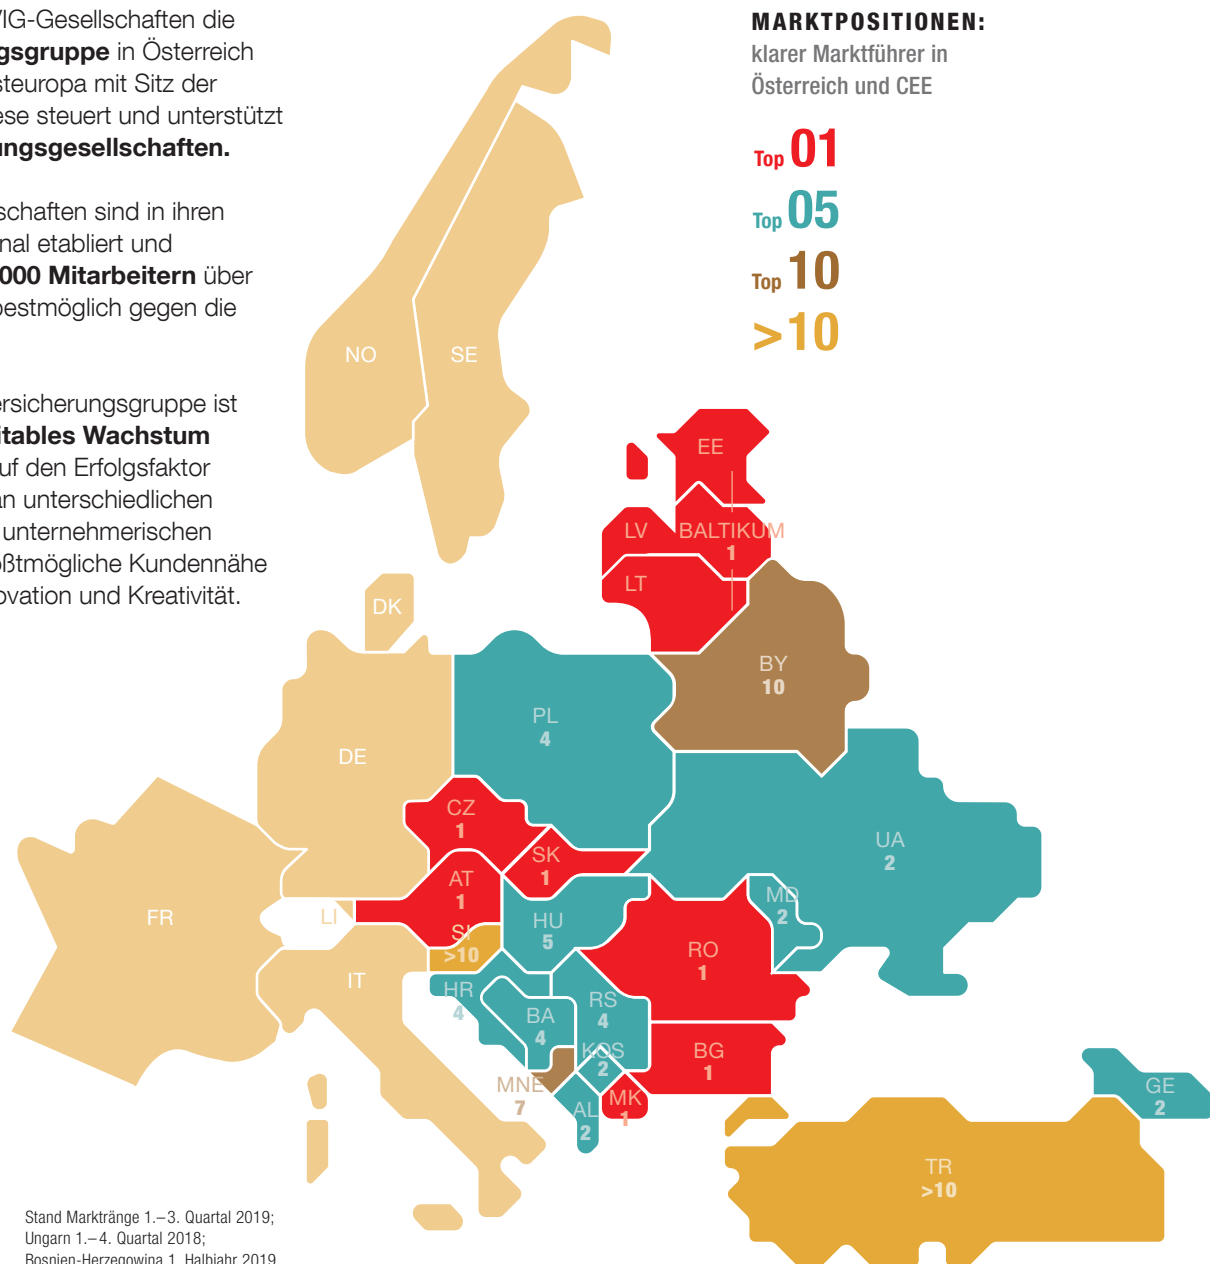 VIG-Gesellschaften die
gsgruppe in Österreich
steuropa mit Sitz der
ese steuert und unterstützt
ungsgesellschaften.
schaften sind in ihren
nal etabliert und
000 Mitarbeitern über
bestmöglich gegen die
ersicherungsgruppe ist
itables Wachstum
uf den Erfolgsfaktor
an unterschiedlichen
unternehmerischen
ößtmögliche Kundennähe
ovation und Kreativität.
MARKTPOSITIONEN:
klarer Marktführer in
Österreich und CEE
Top 01
Top 05
Top 10
>10
NO
SE
EE
LV
BALTIKUM
1
LT
DK
BY
10
PL
4
DE
CZ
1
UA
2
SK
1
AT
1
MD
2
FR
LI
HU
5
SI
>10
RO
1
IT
HR
4
BA
4
RS
4
KOS
2
BG
1
MNE
7
AL
2
MK
1
GE
2
TR
>10
Stand Marktränge 1.–3. Quartal 2019;
Ungarn 1.–4. Quartal 2018;
Bosnien-Herzegowina 1. Halbjahr 2019